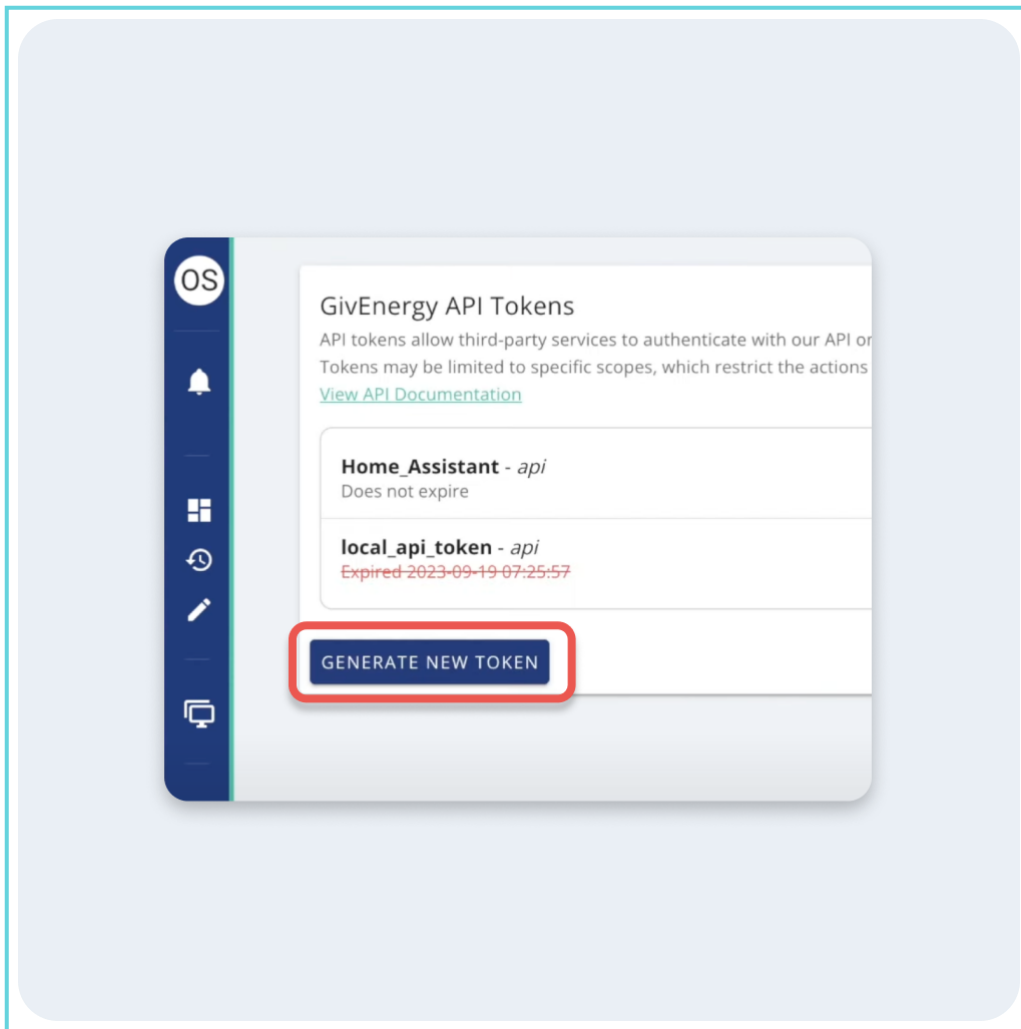 OS
GivEnergy API Tokens
API tokens allow third-party services to authenticate with our API or
Tokens may be limited to specific scopes, which restrict the actions
View API Documentation
Home_Assistant - api
Does not expire
local_api_token - api
Expired 2023-09-19 07:25:57
GENERATE NEW TOKEN